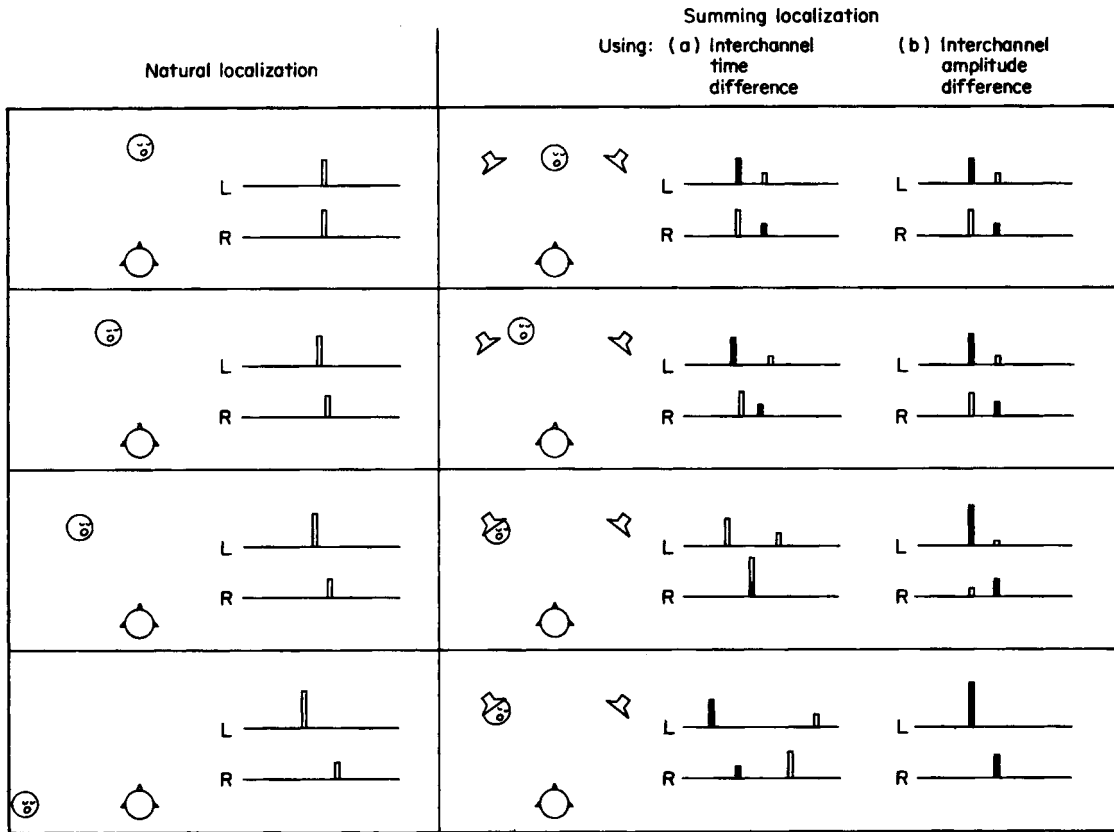 Summing localization
Natural localization
Using: (a) Interchannel time difference
(b) Interchannel amplitude difference
L
R
L
R
L
R
L
R
L
R
L
R
L
R
L
R
L
R
L
R
L
R
L
R